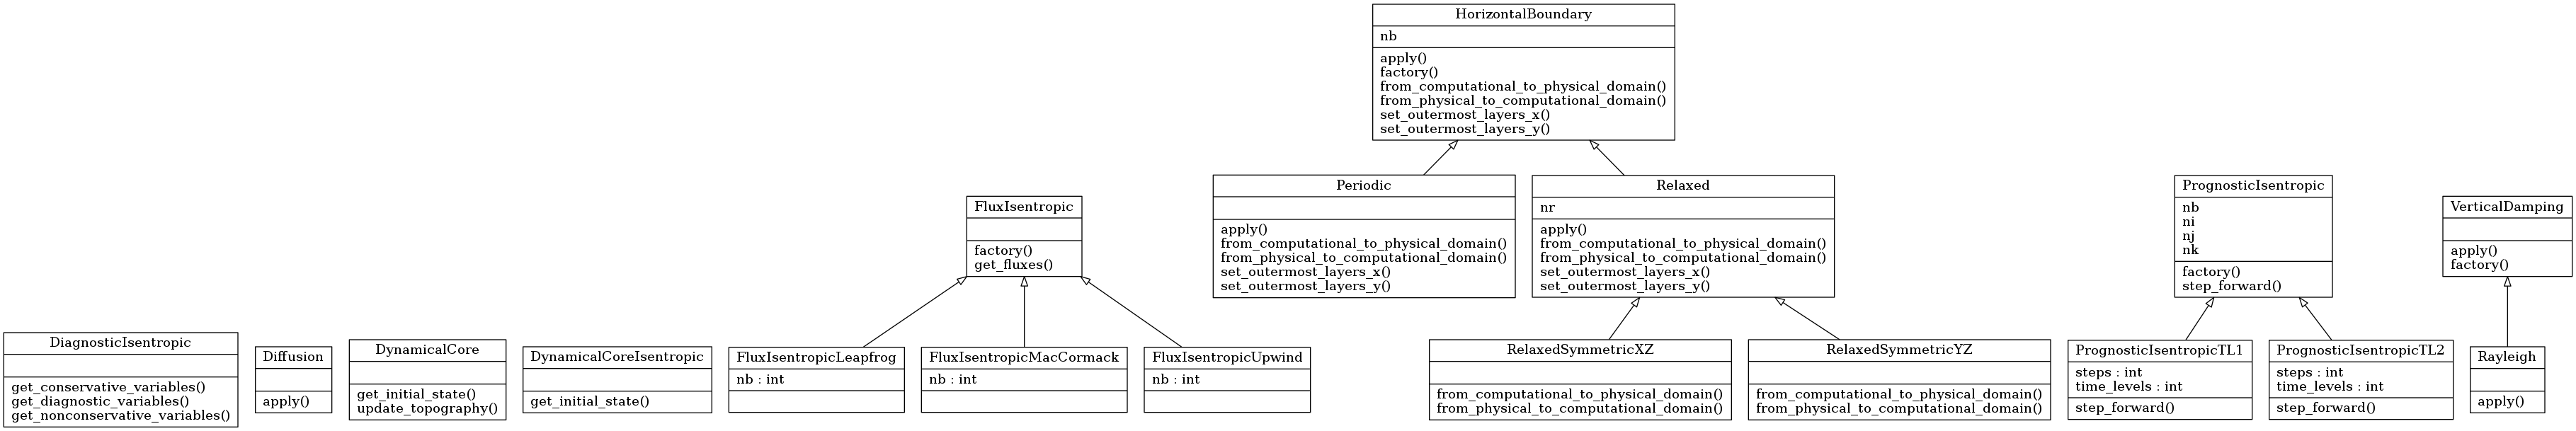 HorizontalBoundary
nb
apply()
factory()
from_computational_to_physical_domain()
from_physical_to_computational_domain()
set_outermost_layers_x()
set_outermost_layers_y()
FluxIsentropic
factory()
get_fluxes()
Periodic
apply()
from_computational_to_physical_domain()
from_physical_to_computational_domain()
set_outermost_layers_x()
set_outermost_layers_y()
Relaxed
nr
apply()
from_computational_to_physical_domain()
from_physical_to_computational_domain()
set_outermost_layers_x()
set_outermost_layers_y()
PrognosticIsentropic
nb
ni
nj
nk
factory()
step_forward()
VerticalDamping
apply()
factory()
DiagnosticIsentropic
get_conservative_variables()
get_diagnostic_variables()
get_nonconservative_variables()
Diffusion
apply()
DynamicalCore
get_initial_state()
update_topography()
DynamicalCoreIsentropic
get_initial_state()
FluxIsentropicLeapfrog
nb : int
FluxIsentropicMacCormack
nb : int
FluxIsentropicUpwind
nb : int
RelaxedSymmetricXZ
from_computational_to_physical_domain()
from_physical_to_computational_domain()
RelaxedSymmetricYZ
from_computational_to_physical_domain()
from_physical_to_computational_domain()
PrognosticIsentropicTL1
steps : int
time_levels : int
step_forward()
PrognosticIsentropicTL2
steps : int
time_levels : int
step_forward()
Rayleigh
apply()